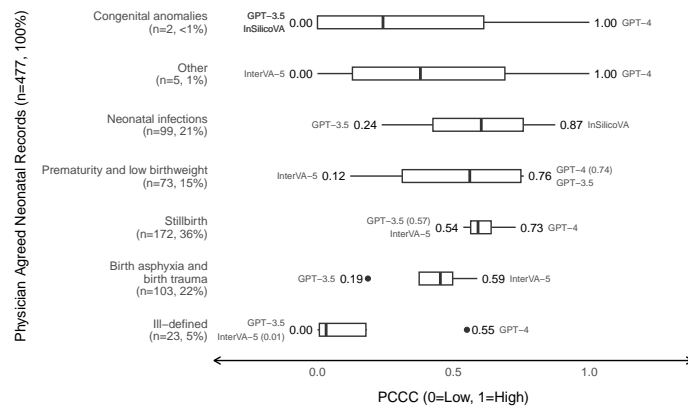 Physician Agreed Neonatal Records (n=477, 100%)
Congenital anomalies
(n=2, <1%)
GPT−3.5
InSilicoVA
0.00
1.00 GPT−4
Other
(n=5, 1%)
InterVA−5 0.00
1.00 GPT−4
Neonatal infections
(n=99, 21%)
GPT−3.5 0.24
0.87 InSilicoVA
Prematurity and low birthweight
(n=73, 15%)
InterVA−5 0.12
0.76
GPT−4 (0.74)
GPT−3.5
Stillbirth
(n=172, 36%)
GPT−3.5 (0.57)
InterVA−5
0.54
0.73 GPT−4
Birth asphyxia and
birth trauma
(n=103, 22%)
GPT−3.5 0.19
0.59 InterVA−5
Ill−defined
(n=23, 5%)
GPT−3.5
InterVA−5 (0.01)
0.00
0.55 GPT−4
0.0 0.5 1.0
PCCC (0=Low, 1=High)